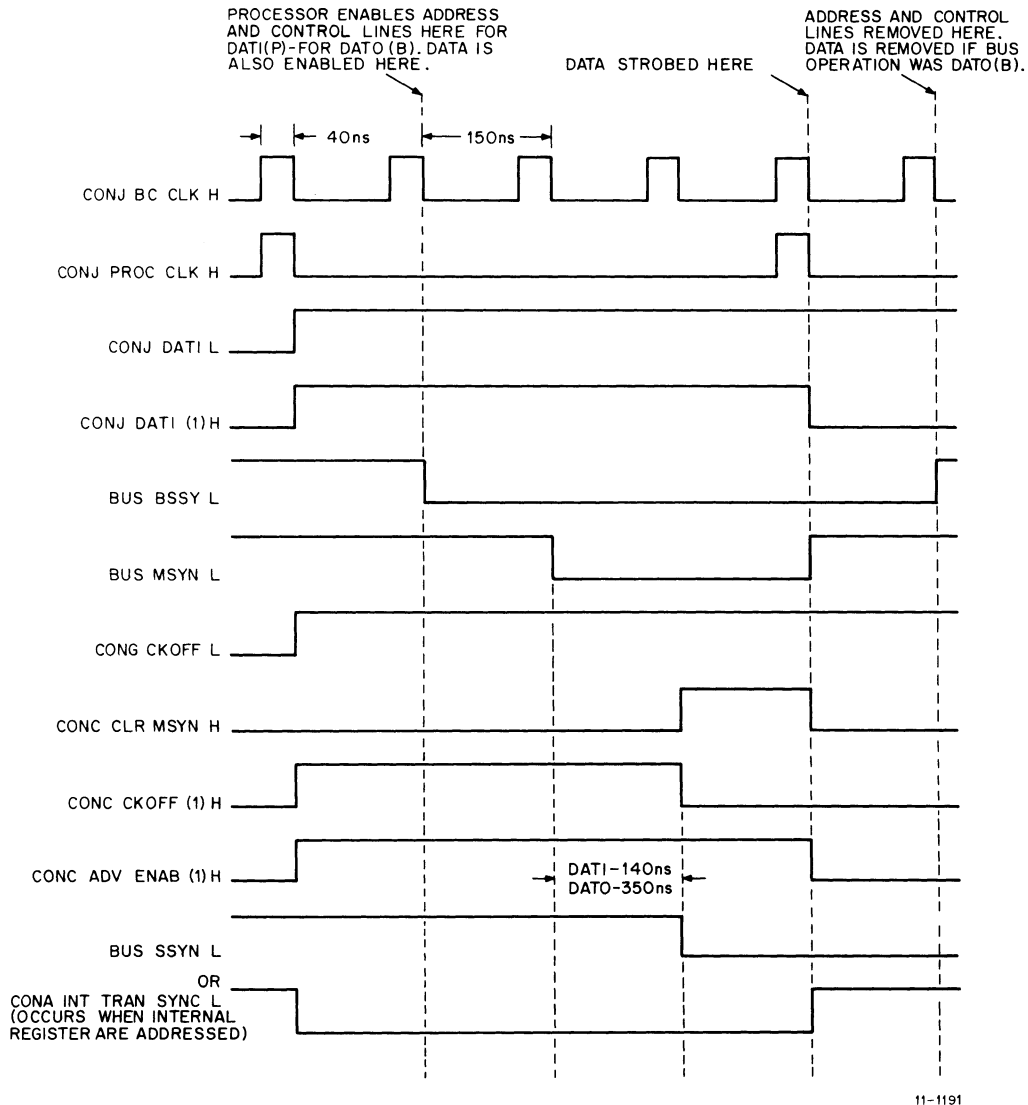 PROCESSOR ENABLES ADDRESS
AND CONTROL LINES HERE FOR
DATI(P)-FOR DATO (B). DATA IS
ALSO ENABLED HERE.
DATA STROBED HERE
ADDRESS AND CONTROL
LINES REMOVED HERE.
DATA IS REMOVED IF BUS
OPERATION WAS DATO(B).
40ns
150ns
CONJ BC CLK H
CONJ PROC CLK H
CONJ DATI L
CONJ DATI (1) H
BUS BSSY L
BUS MSYN L
CONG CKOFF L
CONC CLR MSYN H
CONC CKOFF (1) H
CONC ADV ENAB (1) H
DATI-140ns
DATO-350ns
BUS SSYN L
OR
CONA INT TRAN SYNC L
(OCCURS WHEN INTERNAL
REGISTER ARE ADDRESSED)
11-1191